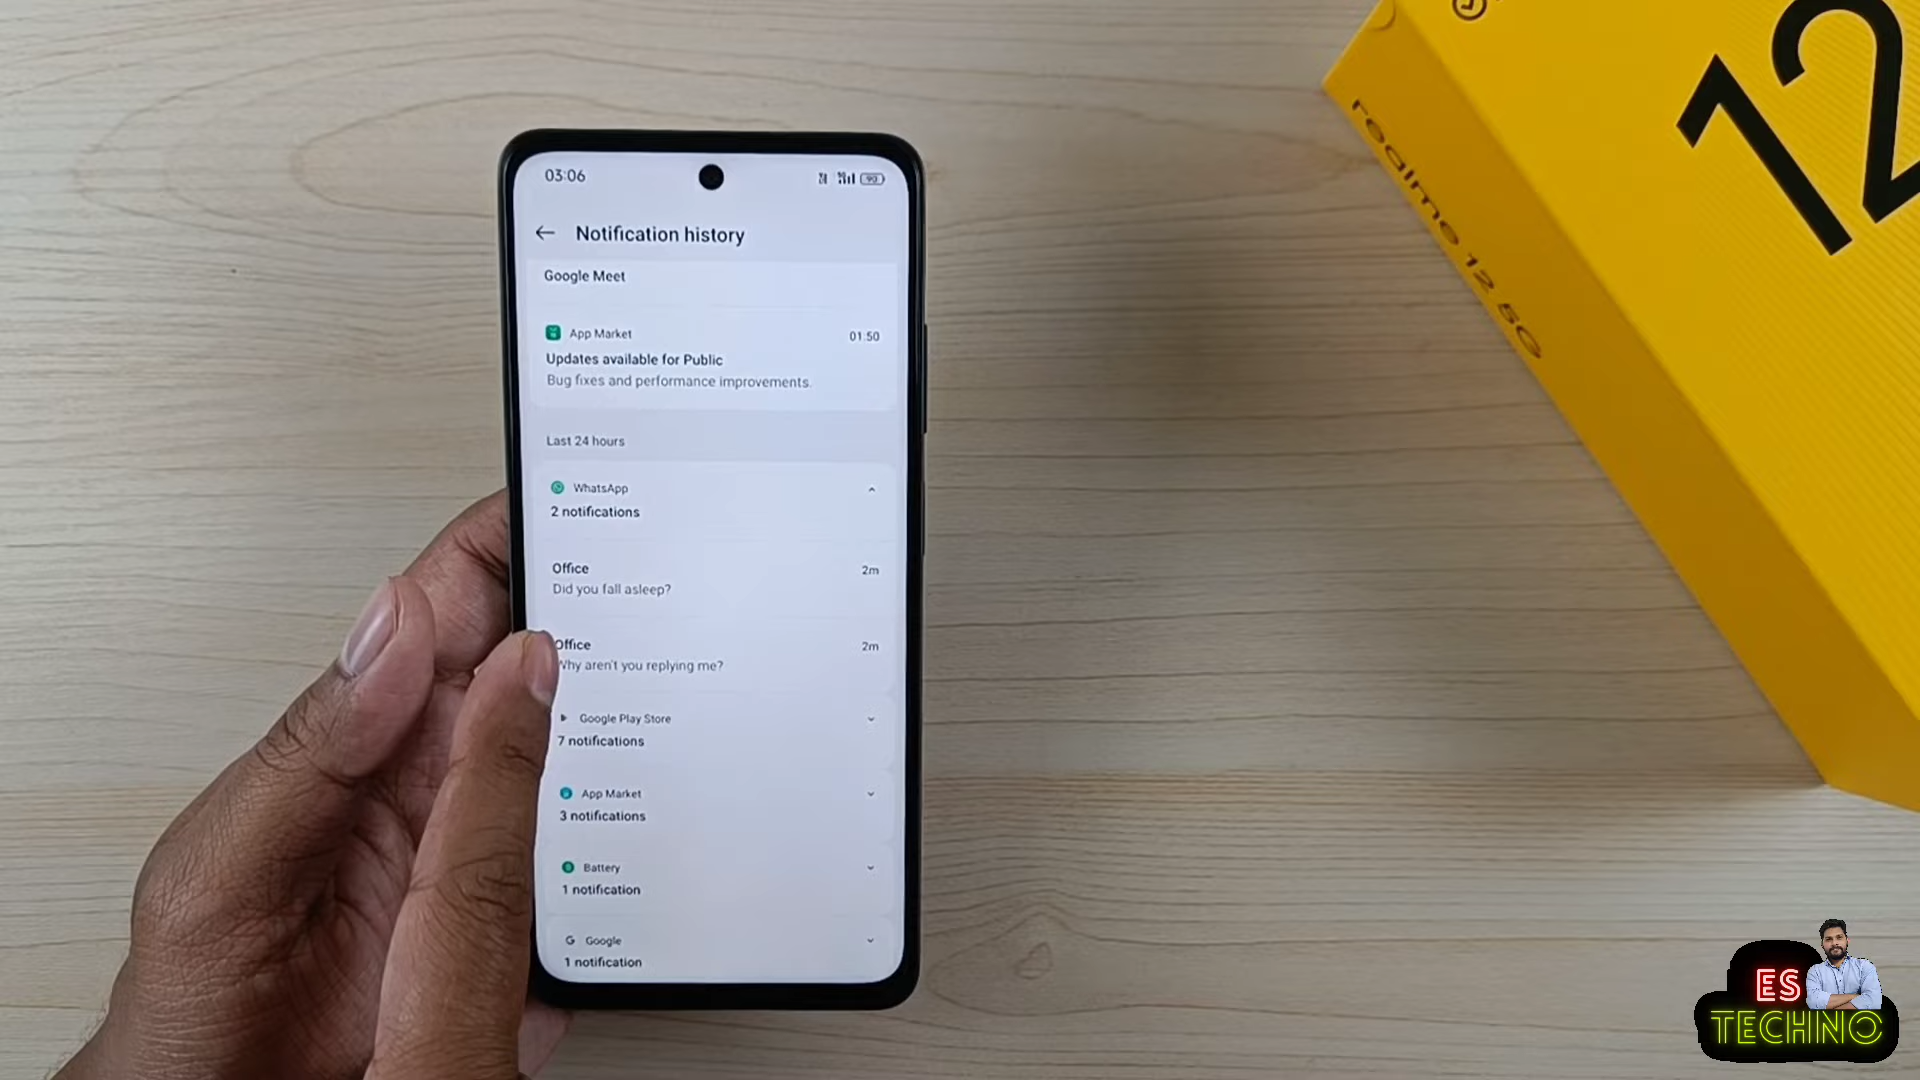 03:06
90
Notification history
Google Meet
App Market
01:50
Updates available for Public
Bug fixes and performance improvements.
Last 24 hours
WhatsApp
2 notifications
Office
2m
Did you fall asleep?
Office
2m
Why aren't you replying me?
Google Play Store
7 notifications
App Market
3 notifications
Battery
1 notification
G Google
1 notification
12
realme 12 5G
ES
TECHNO